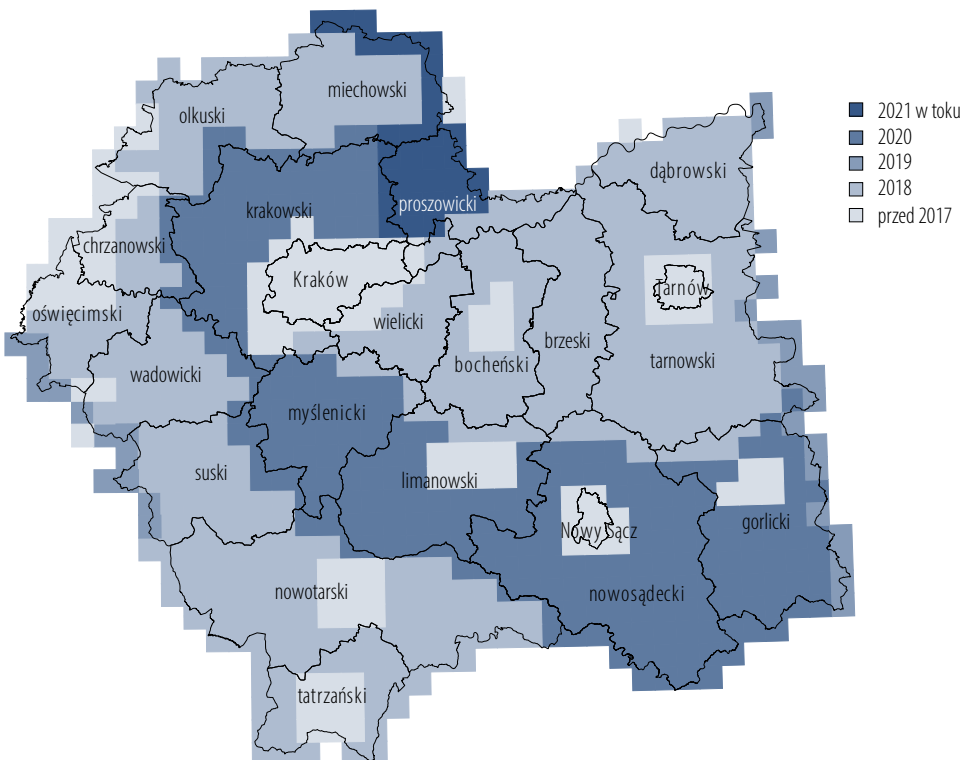 miechowski
olkuski
dąbrowski
krakowski
proszowicki
chrzanowski
Kraków
Tarnów
oświęcimski
wielicki
brzeski
bocheński
tarnowski
wadowicki
myślenicki
suski
limanowski
gorlicki
Nowy Sącz
nowotarski
nowosądecki
tatrzański
2021 w toku
2020
2019
2018
przed 2017